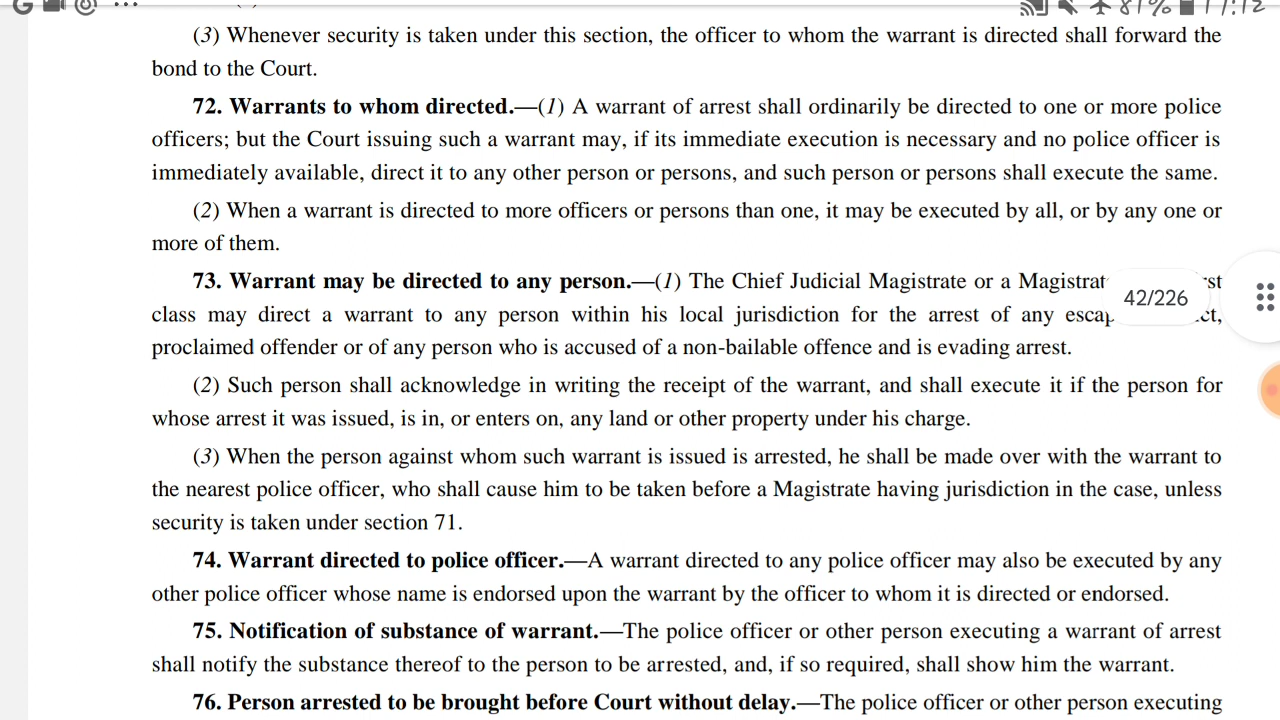 81% 17:12
(3) Whenever security is taken under this section, the officer to whom the warrant is directed shall forward the
bond to the Court.
72. Warrants to whom directed.—(1) A warrant of arrest shall ordinarily be directed to one or more police
officers; but the Court issuing such a warrant may, if its immediate execution is necessary and no police officer is
immediately available, direct it to any other person or persons, and such person or persons shall execute the same.
(2) When a warrant is directed to more officers or persons than one, it may be executed by all, or by any one or
more of them.
73. Warrant may be directed to any person.—(1) The Chief Judicial Magistrate or a
42/226
class may direct a warrant to any person within his local jurisdiction for the arrest of any
proclaimed offender or of any person who is accused of a non-bailable offence and is evading arrest.
(2) Such person shall acknowledge in writing the receipt of the warrant, and shall execute it if the person for
whose arrest it was issued, is in, or enters on, any land or other property under his charge.
(3) When the person against whom such warrant is issued is arrested, he shall be made over with the warrant to
the nearest police officer, who shall cause him to be taken before a Magistrate having jurisdiction in the case, unless
security is taken under section 71.
74. Warrant directed to police officer.—A warrant directed to any police officer may also be executed by any
other police officer whose name is endorsed upon the warrant by the officer to whom it is directed or endorsed.
75. Notification of substance of warrant.—The police officer or other person executing a warrant of arrest
shall notify the substance thereof to the person to be arrested, and, if so required, shall show him the warrant.
76. Person arrested to be brought before Court without delay.—The police officer or other person executing